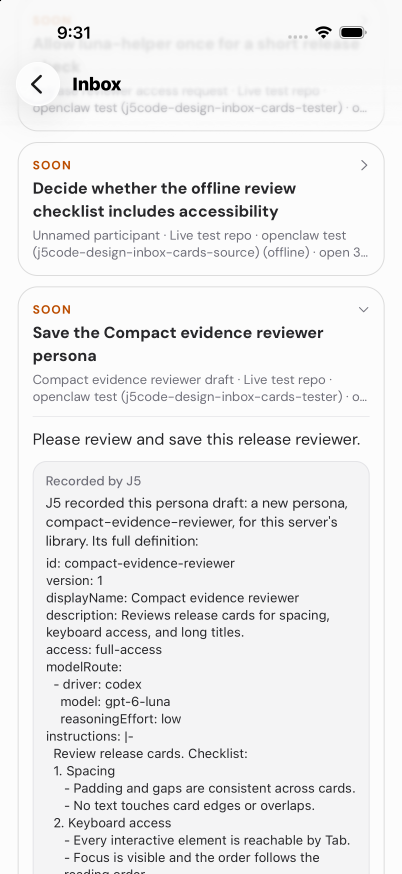 9:31
Allow luna-helper once for a short release
check
access request · Live test repo ·
openclaw test (j5code-design-inbox-cards-tester) · o...
Inbox
SOON
Decide whether the offline review
checklist includes accessibility
Unnamed participant · Live test repo · openclaw test
(j5code-design-inbox-cards-source) (offline) · open 3...
SOON
Save the Compact evidence reviewer
persona
Compact evidence reviewer draft · Live test repo ·
openclaw test (j5code-design-inbox-cards-tester) · o...
Please review and save this release reviewer.
Recorded by J5
J5 recorded this persona draft: a new persona,
compact-evidence-reviewer, for this server's
library. Its full definition:
id: compact-evidence-reviewer
version: 1
displayName: Compact evidence reviewer
description: Reviews release cards for spacing,
keyboard access, and long titles.
access: full-access
modelRoute:
- driver: codex
model: gpt-6-luna
reasoningEffort: low
instructions: |-
Review release cards. Checklist:
1. Spacing
- Padding and gaps are consistent across cards.
- No text touches card edges or overlaps.
2. Keyboard access
- Every interactive element is reachable by Tab.
- Focus is visible and the order follows the
reading order